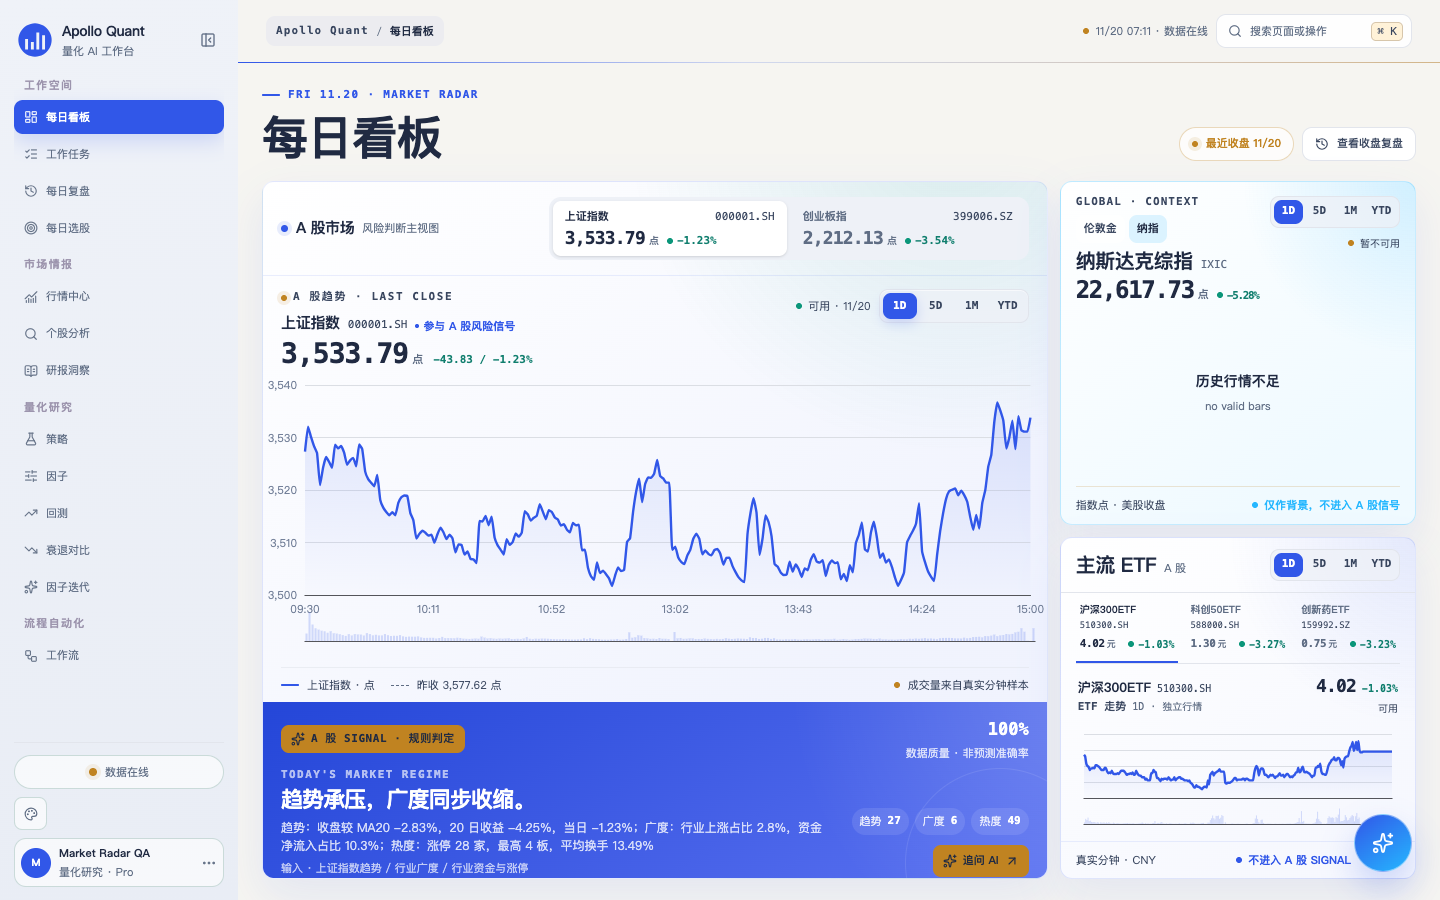 Apollo Quant
量化 AI 工作台
工作空间
每日看板
工作任务
每日复盘
每日选股
市场情报
行情中心
个股分析
研报洞察
量化研究
策略
因子
回测
衰退对比
因子迭代
流程自动化
工作流
数据在线
M
Market Radar QA
量化研究 · Pro
Apollo Quant / 每日看板
11/20 07:11 · 数据在线
搜索页面或操作
⌘ K
FRI 11.20 · MARKET RADAR
每日看板
最近收盘 11/20
查看收盘复盘
A 股市场 风险判断主视图
上证指数 000001.SH
3,533.79 点 −1.23%
创业板指 399006.SZ
2,212.13 点 −3.54%
A 股趋势 · LAST CLOSE
上证指数 000001.SH 参与 A 股风险信号
3,533.79 点 −43.83 / −1.23%
可用 · 11/20
1D 5D 1M YTD
3,540
3,530
3,520
3,510
3,500
09:30 10:11 10:52 13:02 13:43 14:24 15:00
上证指数 · 点 昨收 3,577.62 点
成交量来自真实分钟样本
A 股 SIGNAL · 规则判定
TODAY'S MARKET REGIME
趋势承压，广度同步收缩。
趋势：收盘较 MA20 −2.83%，20 日收益 −4.25%，当日 −1.23%；广度：行业上涨占比 2.8%，资金
净流入占比 10.3%；热度：涨停 28 家，最高 4 板，平均换手 13.49%
输入 · 上证指数趋势 / 行业广度 / 行业资金与涨停
100%
数据质量 · 非预测准确率
趋势 27
广度 6
热度 49
追问 AI
GLOBAL · CONTEXT
伦敦金 纳指
1D 5D 1M YTD
暂不可用
纳斯达克综指 IXIC
22,617.73 点 −5.28%
历史行情不足
no valid bars
指数点 · 美股收盘
仅作背景，不进入 A 股信号
主流 ETF A 股
1D 5D 1M YTD
沪深300ETF
510300.SH
4.02 元 −1.03%
科创50ETF
588000.SH
1.30 元 −3.27%
创新药ETF
159992.SZ
0.75 元 −3.23%
沪深300ETF 510300.SH
ETF 走势 1D · 独立行情
4.02 −1.03%
可用
真实分钟 · CNY
不进入 A 股 SIGNAL